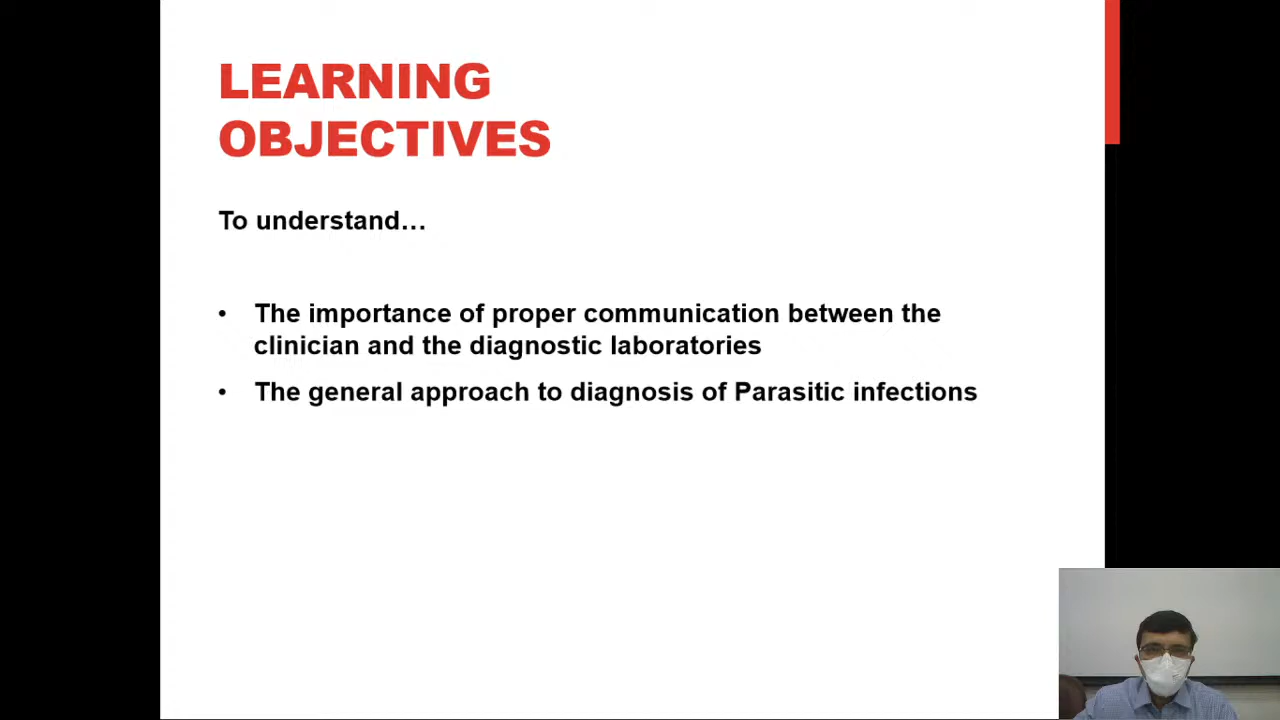 LEARNING
OBJECTIVES
To understand…
• The importance of proper communication between the
clinician and the diagnostic laboratories
• The general approach to diagnosis of Parasitic infections